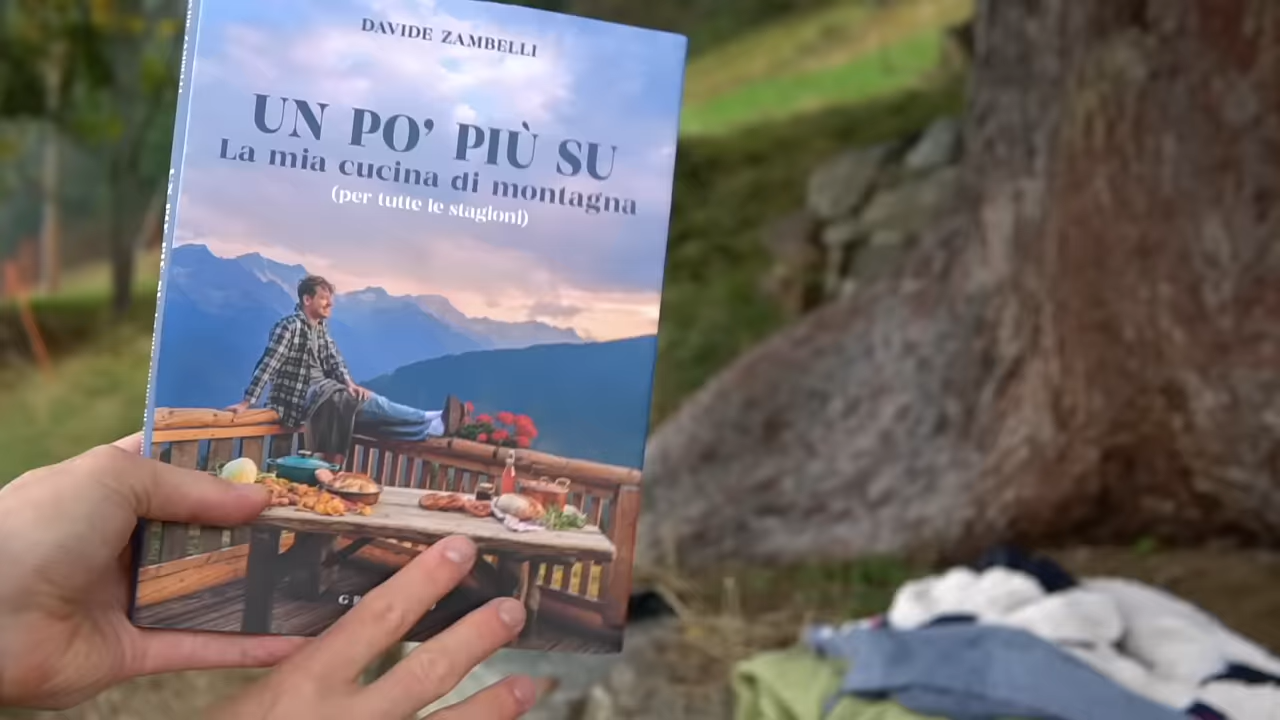 DAVIDE ZAMBELLI
UN PO' PIÙ SU
La mia cucina di montagna
(per tutte le stagioni)